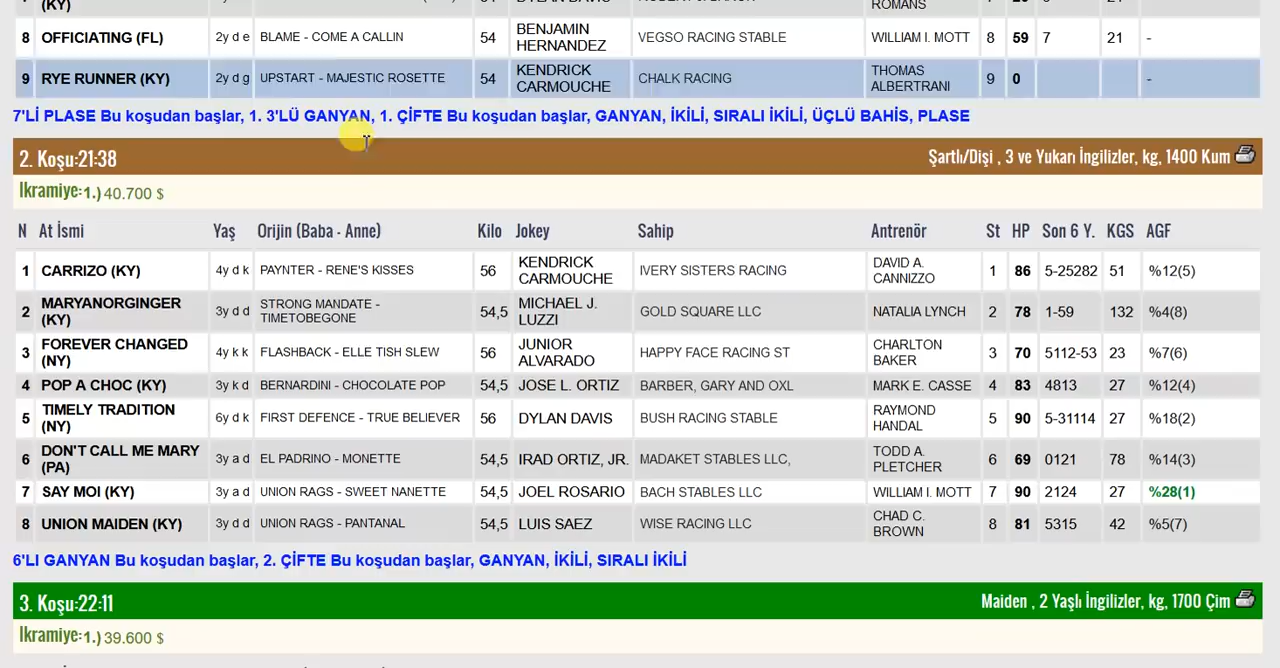 (KY)
ROMANS
8 OFFICIATING (FL) 2y d e BLAME - COME A CALLIN 54 BENJAMIN HERNANDEZ VEGSO RACING STABLE WILLIAM I. MOTT 8 59 7 21 -
9 RYE RUNNER (KY) 2y d g UPSTART - MAJESTIC ROSETTE 54 KENDRICK CARMOUCHE CHALK RACING THOMAS ALBERTRANI 9 0 -
7'Lİ PLASE Bu koşudan başlar, 1. 3'LÜ GANYAN, 1. ÇİFTE Bu koşudan başlar, GANYAN, İKİLİ, SIRALI İKİLİ, ÜÇLÜ BAHİS, PLASE
2. Koşu:21:38 Şartlı/Dişi , 3 ve Yukarı İngilizler, kg, 1400 Kum
İkramiye:1.) 40.700 $
N At İsmi Yaş Orijin (Baba - Anne) Kilo Jokey Sahip Antrenör St HP Son 6 Y. KGS AGF
1 CARRIZO (KY) 4y d k PAYNTER - RENE'S KISSES 56 KENDRICK CARMOUCHE IVERY SISTERS RACING DAVID A. CANNIZZO 1 86 5-25282 51 %12(5)
2 MARYANORGINGER (KY) 3y d d STRONG MANDATE - TIMETOBEGONE 54,5 MICHAEL J. LUZZI GOLD SQUARE LLC NATALIA LYNCH 2 78 1-59 132 %4(8)
3 FOREVER CHANGED (NY) 4y k k FLASHBACK - ELLE TISH SLEW 56 JUNIOR ALVARADO HAPPY FACE RACING ST CHARLTON BAKER 3 70 5112-53 23 %7(6)
4 POP A CHOC (KY) 3y k d BERNARDINI - CHOCOLATE POP 54,5 JOSE L. ORTIZ BARBER, GARY AND OXL MARK E. CASSE 4 83 4813 27 %12(4)
5 TIMELY TRADITION (NY) 6y d k FIRST DEFENCE - TRUE BELIEVER 56 DYLAN DAVIS BUSH RACING STABLE RAYMOND HANDAL 5 90 5-31114 27 %18(2)
6 DON'T CALL ME MARY (PA) 3y a d EL PADRINO - MONETTE 54,5 IRAD ORTIZ, JR. MADAKET STABLES LLC, TODD A. PLETCHER 6 69 0121 78 %14(3)
7 SAY MOI (KY) 3y a d UNION RAGS - SWEET NANETTE 54,5 JOEL ROSARIO BACH STABLES LLC WILLIAM I. MOTT 7 90 2124 27 %28(1)
8 UNION MAIDEN (KY) 3y d d UNION RAGS - PANTANAL 54,5 LUIS SAEZ WISE RACING LLC CHAD C. BROWN 8 81 5315 42 %5(7)
6'LI GANYAN Bu koşudan başlar, 2. ÇİFTE Bu koşudan başlar, GANYAN, İKİLİ, SIRALI İKİLİ
3. Koşu:22:11 Maiden , 2 Yaşlı İngilizler, kg, 1700 Çim
İkramiye:1.) 39.600 $